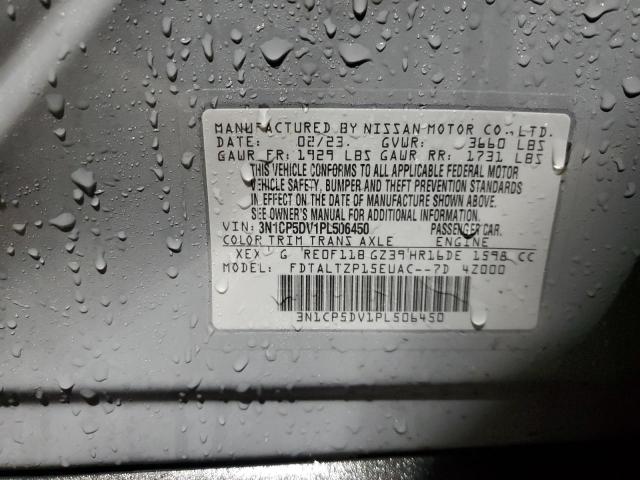 MANUFACTURED BY NISSAN MOTOR CO., LTD.
DATE: 02/23. GVWR: 3660 LBS
GAWR FR: 1929 LBS GAWR RR: 1731 LBS
THIS VEHICLE CONFORMS TO ALL APPLICABLE FEDERAL MOTOR
VEHICLE SAFETY, BUMPER AND THEFT PREVENTION STANDARDS
IN EFFECT ON THE DATE OF MANUFACTURE SHOWN ABOVE.
SEE OWNER'S MANUAL FOR ADDITIONAL INFORMATION.
VIN: 3N1CP5DV1PL506450 PASSENGER CAR.
COLOR TRIM TRANS AXLE ENGINE
XEX G RE0F11B GZ39 HR16DE 1598 CC
MODEL: FDTALTZP15EUAC--7D 4Z000
3N1CP5DV1PL506450